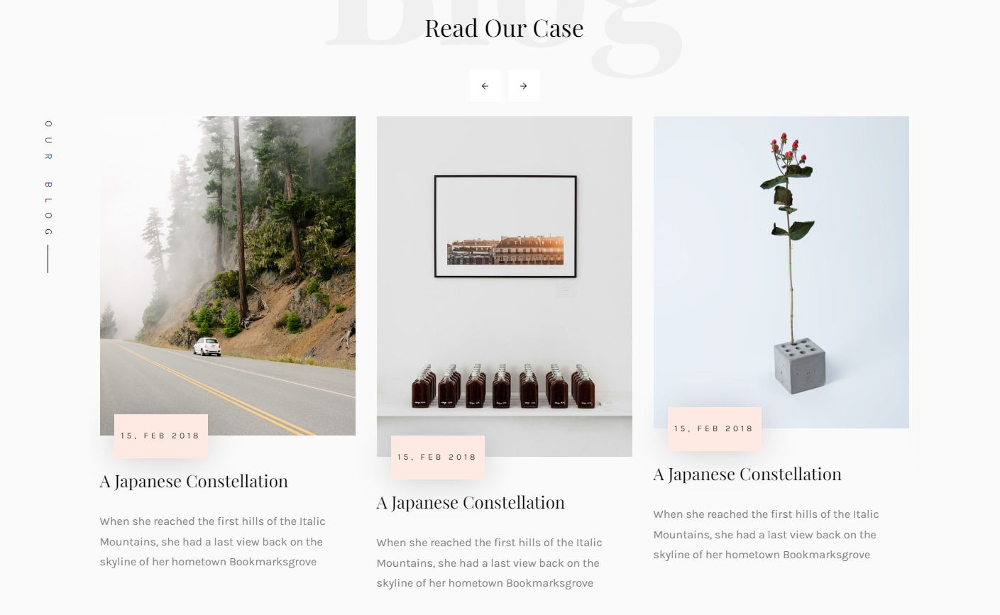 Blog
Read Our Case
← →
OUR BLOG
15, FEB 2018
A Japanese Constellation
When she reached the first hills of the Italic
Mountains, she had a last view back on the
skyline of her hometown Bookmarksgrove
15, FEB 2018
A Japanese Constellation
When she reached the first hills of the Italic
Mountains, she had a last view back on the
skyline of her hometown Bookmarksgrove
15, FEB 2018
A Japanese Constellation
When she reached the first hills of the Italic
Mountains, she had a last view back on the
skyline of her hometown Bookmarksgrove